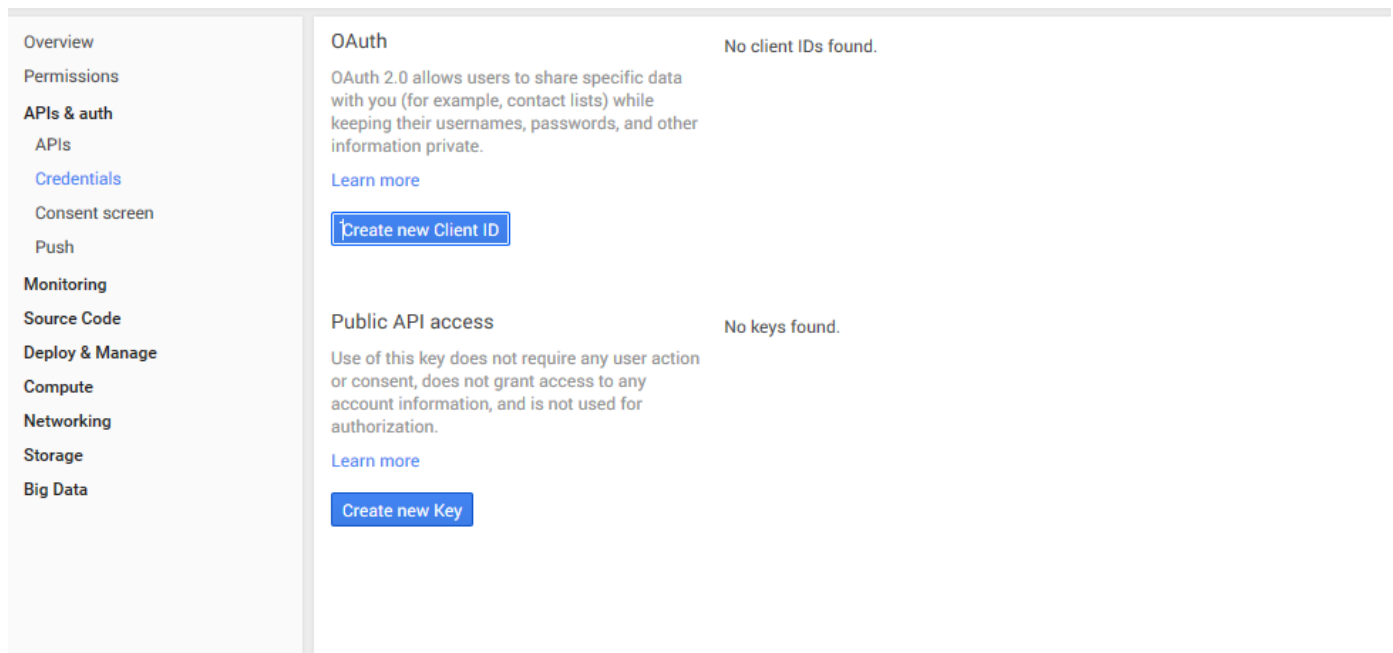 Overview
Permissions
APIs & auth
APIs
Credentials
Consent screen
Push
Monitoring
Source Code
Deploy & Manage
Compute
Networking
Storage
Big Data
OAuth
OAuth 2.0 allows users to share specific data
with you (for example, contact lists) while
keeping their usernames, passwords, and other
information private.
Learn more
Create new Client ID
No client IDs found.
Public API access
Use of this key does not require any user action
or consent, does not grant access to any
account information, and is not used for
authorization.
Learn more
Create new Key
No keys found.